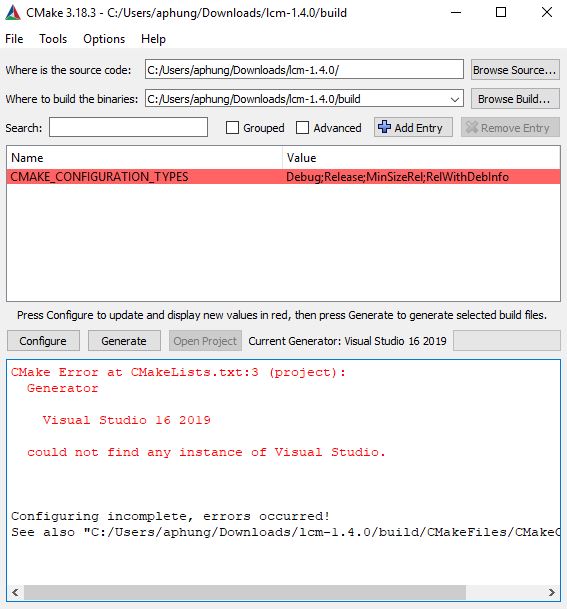 CMake 3.18.3 - C:/Users/aphung/Downloads/lcm-1.4.0/build
File Tools Options Help
Where is the source code: C:/Users/aphung/Downloads/lcm-1.4.0/ Browse Source...
Where to build the binaries: C:/Users/aphung/Downloads/lcm-1.4.0/build Browse Build...
Search: Grouped Advanced Add Entry Remove Entry
Name Value
CMAKE_CONFIGURATION_TYPES Debug;Release;MinSizeRel;RelWithDebInfo
Press Configure to update and display new values in red, then press Generate to generate selected build files.
Configure Generate Open Project Current Generator: Visual Studio 16 2019
CMake Error at CMakeLists.txt:3 (project):
Generator
Visual Studio 16 2019
could not find any instance of Visual Studio.
Configuring incomplete, errors occurred!
See also "C:/Users/aphung/Downloads/lcm-1.4.0/build/CMakeFiles/CMakeO